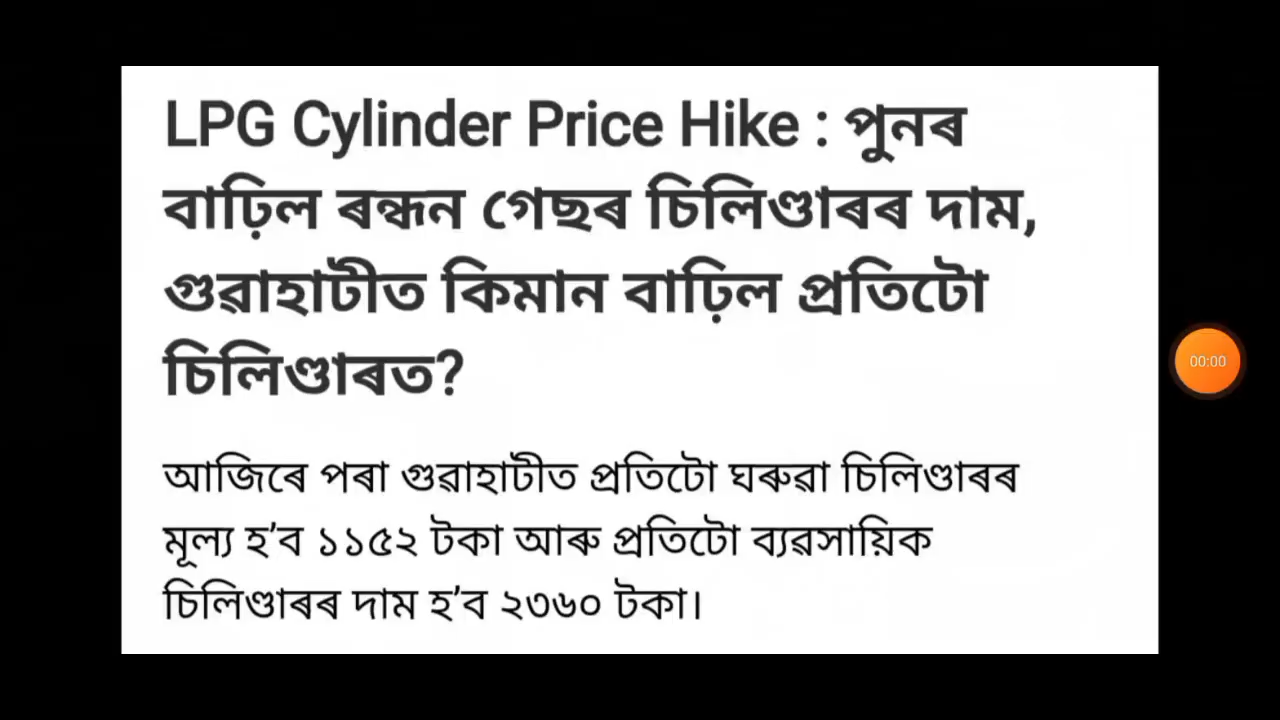 LPG Cylinder Price Hike : পুনৰ
বাঢ়িল ৰন্ধন গেছৰ চিলিণ্ডাৰৰ দাম,
গুৱাহাটীত কিমান বাঢ়িল প্ৰতিটো
চিলিণ্ডাৰত?
আজিৰে পৰা গুৱাহাটীত প্ৰতিটো ঘৰুৱা চিলিণ্ডাৰৰ
মূল্য হ'ব ১১৫২ টকা আৰু প্ৰতিটো ব্যৱসায়িক
চিলিণ্ডাৰৰ দাম হ'ব ২৩৬০ টকা।
00:00